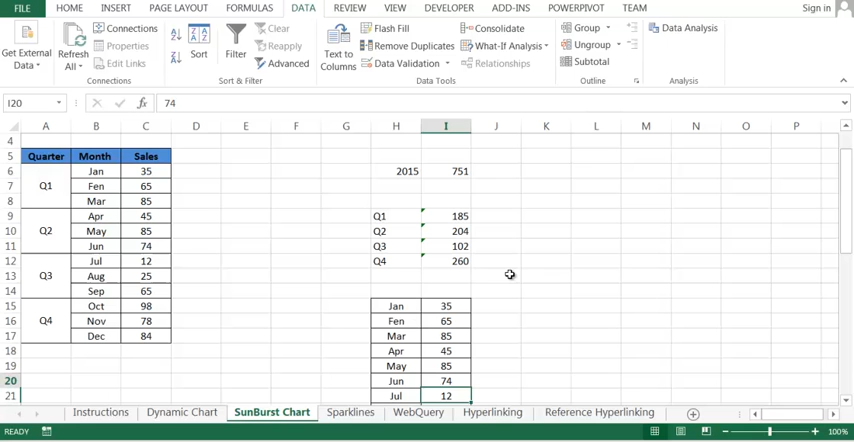 FILE HOME INSERT PAGE LAYOUT FORMULAS DATA REVIEW VIEW DEVELOPER ADD-INS POWERPIVOT TEAM Sign in
Get External Data
Refresh All
Connections
Properties
Edit Links
Connections
Sort
Filter
Clear
Reapply
Advanced
Sort & Filter
Text to Columns
Flash Fill
Remove Duplicates
Data Validation
Consolidate
What-If Analysis
Relationships
Data Tools
Group
Ungroup
Subtotal
Outline
Data Analysis
Analysis
I20 fx 74
A B C D E F G H I J K L M N O P
4
5 Quarter Month Sales
6 Jan 35 2015 751
7 Q1 Fen 65
8 Mar 85
9 Apr 45 Q1 185
10 Q2 May 85 Q2 204
11 Jun 74 Q3 102
12 Jul 12 Q4 260
13 Q3 Aug 25
14 Sep 65
15 Oct 98 Jan 35
16 Q4 Nov 78 Fen 65
17 Dec 84 Mar 85
18 Apr 45
19 May 85
20 Jun 74
21 Jul 12
Instructions Dynamic Chart SunBurst Chart Sparklines WebQuery Hyperlinking Reference Hyperlinking
READY 100%